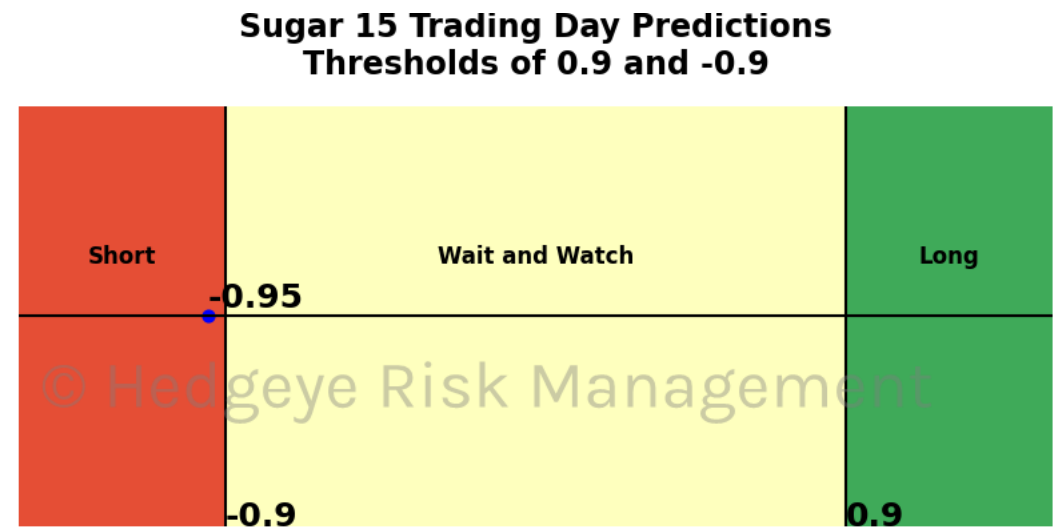 Sugar 15 Trading Day Predictions
Thresholds of 0.9 and -0.9
Short
Wait and Watch
Long
-0.95
© Hedgeye Risk Management
-0.9
0.9